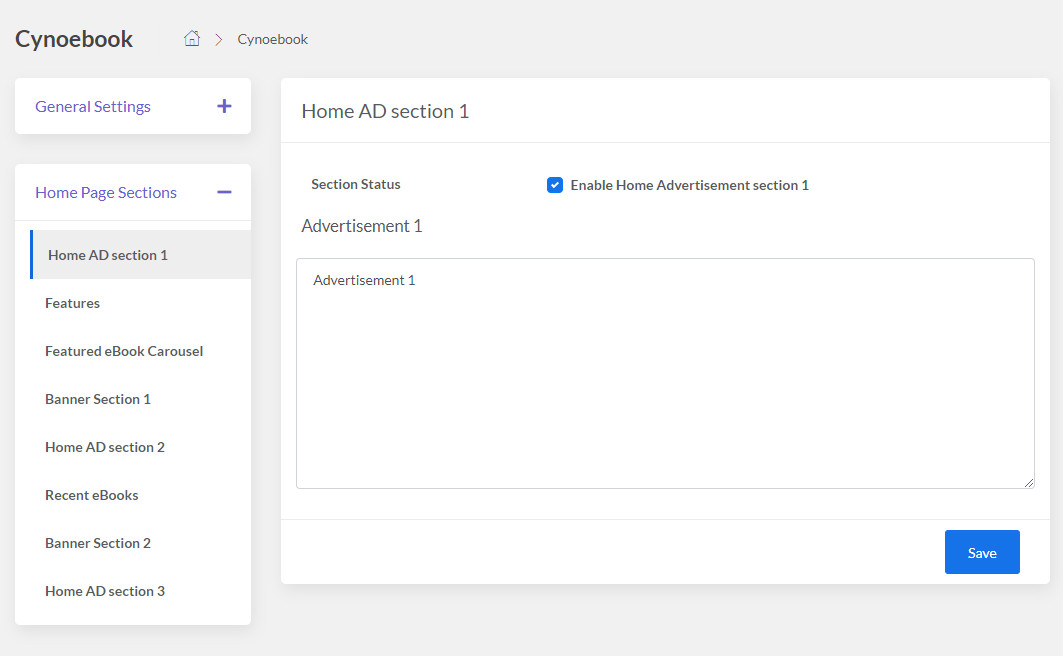 Cynoebook
Cynoebook
General Settings
Home Page Sections
Home AD section 1
Features
Featured eBook Carousel
Banner Section 1
Home AD section 2
Recent eBooks
Banner Section 2
Home AD section 3
Home AD section 1
Section Status
Enable Home Advertisement section 1
Advertisement 1
Advertisement 1
Save